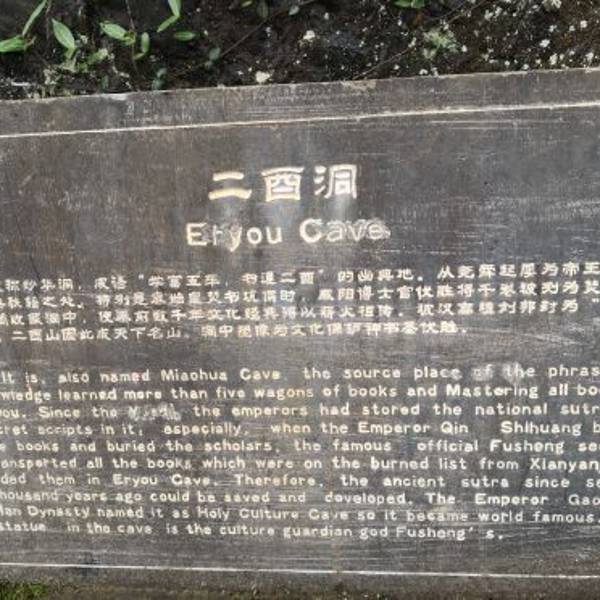 二酉洞
Eryou Cave
称妙华洞,成语"学富五车,书通二酉"的出典地。从尧舜起屡为帝王
秘之处。特别是秦始皇焚书坑儒时,咸阳博士官伏胜将千卷被列为焚
收藏洞中,使秦前数千年文化经典得以薪火相传。被汉高祖刘邦封为"
。二酉山因此成天下名山。洞中图像为文化保护神书圣伏胜。
It is, also named Miaohua Cave the source place of the phras
wledge learned more than five wagons of books and Mastering all bo
you. Since the the emperors had stored the national sutr
cret scripts in it, especially, when the Emperor Qin Shihuang b
e books and buried the scholars, the famous official Fusheng sec
ansported all the books which were on the burned list from Xianyan
ded them in Eryou Cave. Therefore, the ancient sutra since se
housand years ago could be saved and developed. The Emperor Gao
Han Dynasty named it as Holy Culture Cave so it became world famous.
statue in the cave is the culture guardian god Fusheng's.